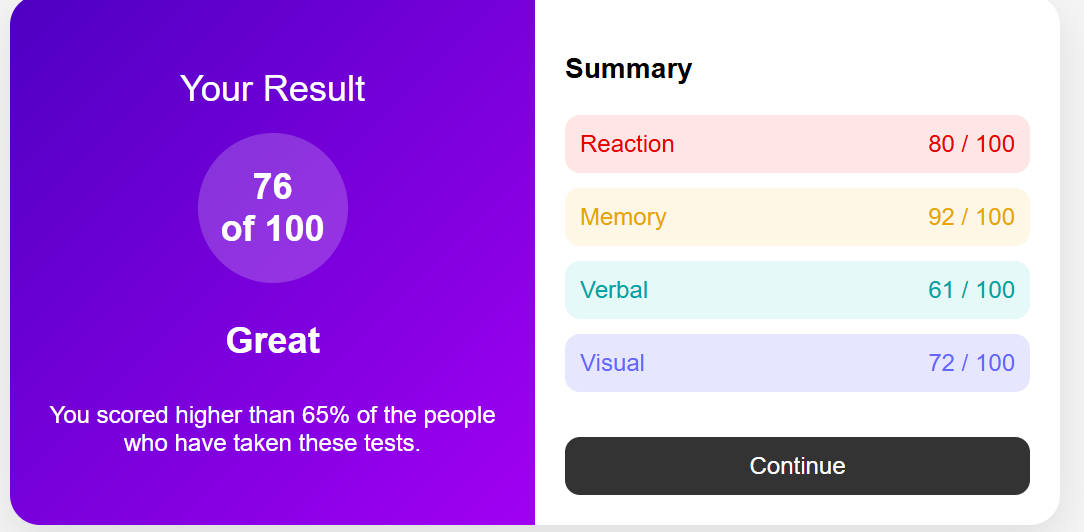 Your Result
76
of 100
Great
You scored higher than 65% of the people
who have taken these tests.
Summary
Reaction 80 / 100
Memory 92 / 100
Verbal 61 / 100
Visual 72 / 100
Continue